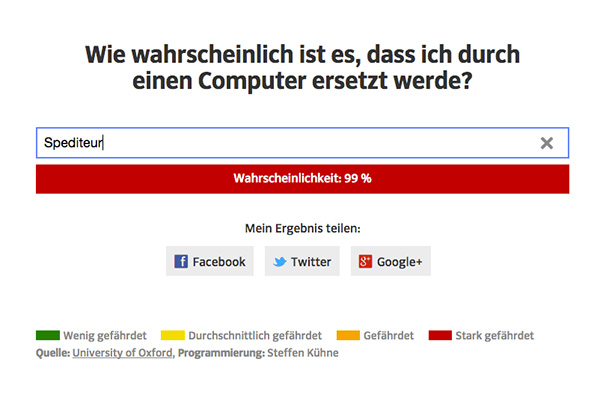 Wie wahrscheinlich ist es, dass ich durch
einen Computer ersetzt werde?
Spediteur
Wahrscheinlichkeit: 99 %
Mein Ergebnis teilen:
Facebook Twitter Google+
Wenig gefährdet Durchschnittlich gefährdet Gefährdet Stark gefährdet
Quelle: University of Oxford, Programmierung: Steffen Kühne